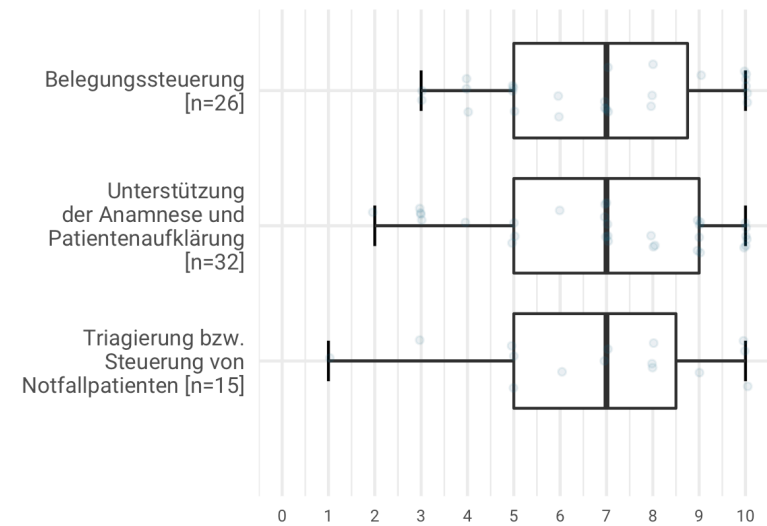 Belegungssteuerung
[n=26]
Unterstützung
der Anamnese und
Patientenaufklärung
[n=32]
Triagierung bzw.
Steuerung von
Notfallpatienten [n=15]
0 1 2 3 4 5 6 7 8 9 10